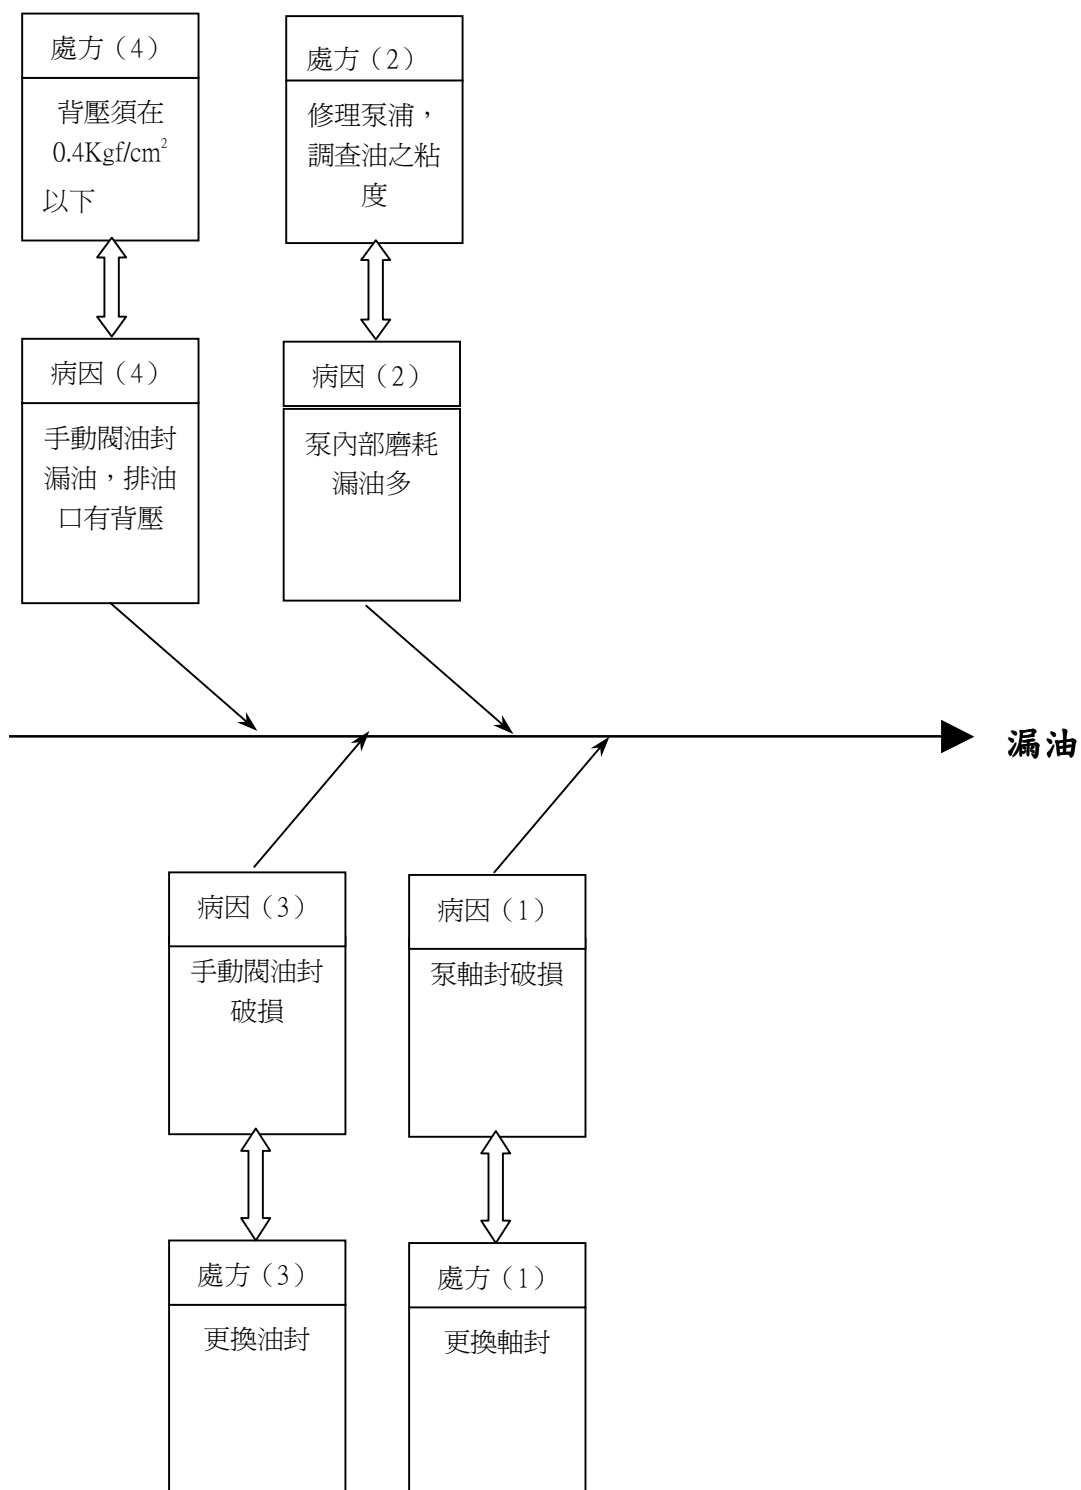 處方（4）
背壓須在
0.4Kgf/cm²
以下
處方（2）
修理泵浦，
調查油之粘
度
病因（4）
手動閥油封
漏油，排油
口有背壓
病因（2）
泵內部磨耗
漏油多
漏油
病因（3）
手動閥油封
破損
病因（1）
泵軸封破損
處方（3）
更換油封
處方（1）
更換軸封